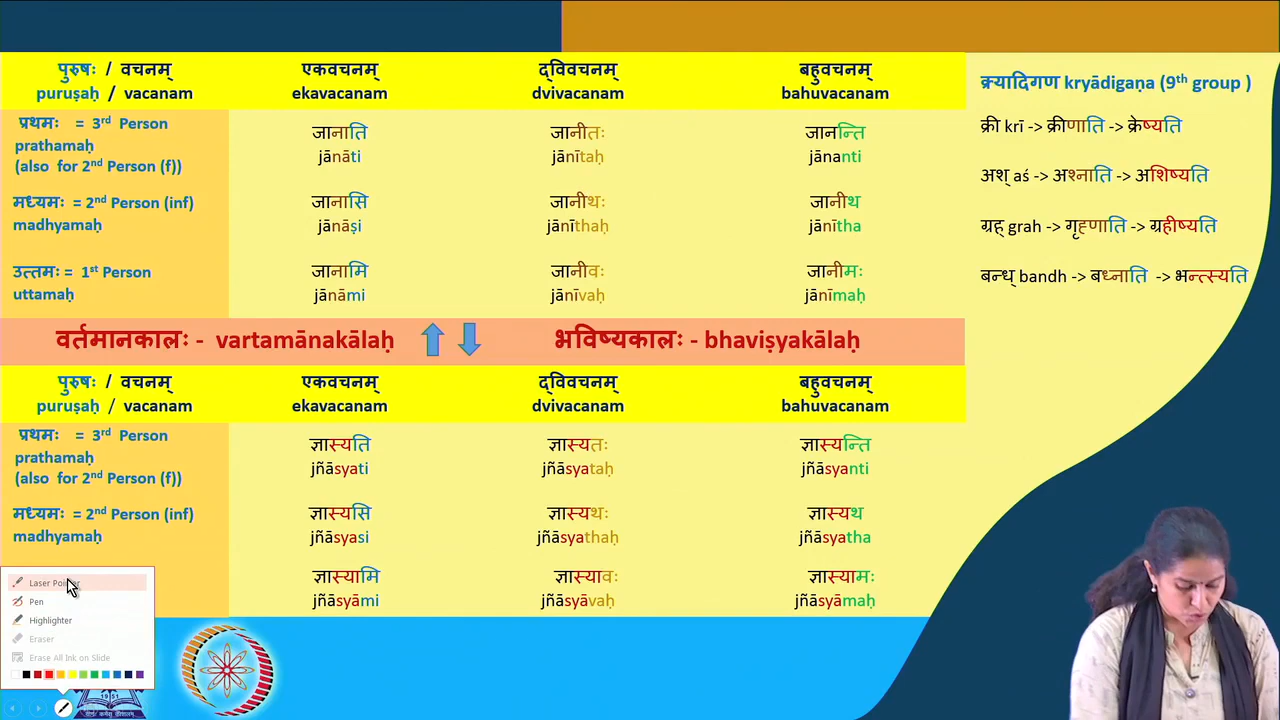 पुरुषः / वचनम् एकवचनम् द्विवचनम् बहुवचनम्
puruṣaḥ / vacanam ekavacanam dvivacanam bahuvacanam
प्रथमः = 3rd Person जानाति जानीतः जानन्ति
prathamaḥ jānāti jānītaḥ jānanti
(also for 2nd Person (f))
मध्यमः = 2nd Person (inf) जानासि जानीथः जानीथ
madhyamaḥ jānāṣi jānīthaḥ jānītha
उत्तमः = 1st Person जानामि जानीवः जानीमः
uttamaḥ jānāmi jānīvaḥ jānīmaḥ
वर्तमानकालः - vartamānakālaḥ भविष्यकालः - bhaviṣyakālaḥ
पुरुषः / वचनम् एकवचनम् द्विवचनम् बहुवचनम्
puruṣaḥ / vacanam ekavacanam dvivacanam bahuvacanam
प्रथमः = 3rd Person ज्ञास्यति ज्ञास्यतः ज्ञास्यन्ति
prathamaḥ jñāsyati jñāsyataḥ jñāsyanti
(also for 2nd Person (f))
मध्यमः = 2nd Person (inf) ज्ञास्यसि ज्ञास्यथः ज्ञास्यथ
madhyamaḥ jñāsyasi jñāsyathaḥ jñāsyatha
ज्ञास्यामि ज्ञास्यावः ज्ञास्यामः
jñāsyāmi jñāsyāvaḥ jñāsyāmaḥ
क्र्यादिगण kryādigaṇa (9th group )
क्री krī -> क्रीणाति -> क्रेष्यति
अश् aś -> अश्नाति -> अशिष्यति
ग्रह् grah -> गृह्णाति -> ग्रहीष्यति
बन्ध् bandh -> बध्नाति -> भन्त्स्यति
Laser
Pen
Highlighter
Eraser
Erase All Ink on Slide
1951